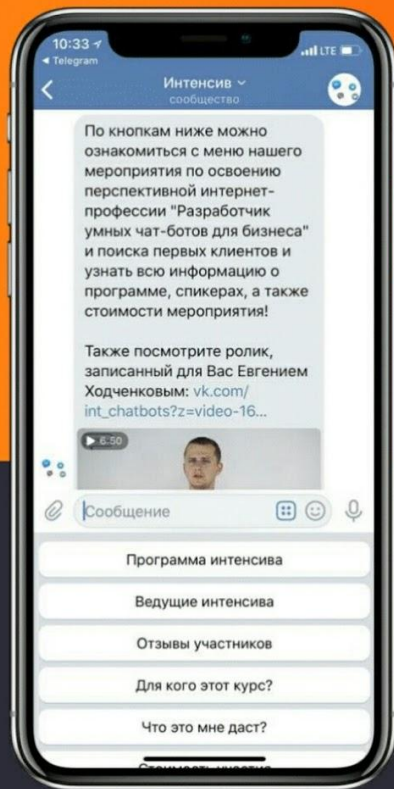 10:33
LTE
◄ Telegram
Интенсив
сообщество
По кнопкам ниже можно
ознакомиться с меню нашего
мероприятия по освоению
перспективной интернет-
профессии "Разработчик
умных чат-ботов для бизнеса"
и поиска первых клиентов и
узнать всю информацию о
программе, спикерах, а также
стоимости мероприятия!
Также посмотрите ролик,
записанный для Вас Евгением
Ходченковым: vk.com/
int_chatbots?z=video-16...
6:50
Сообщение
Программа интенсива
Ведущие интенсива
Отзывы участников
Для кого этот курс?
Что это мне даст?
Стоимость участия